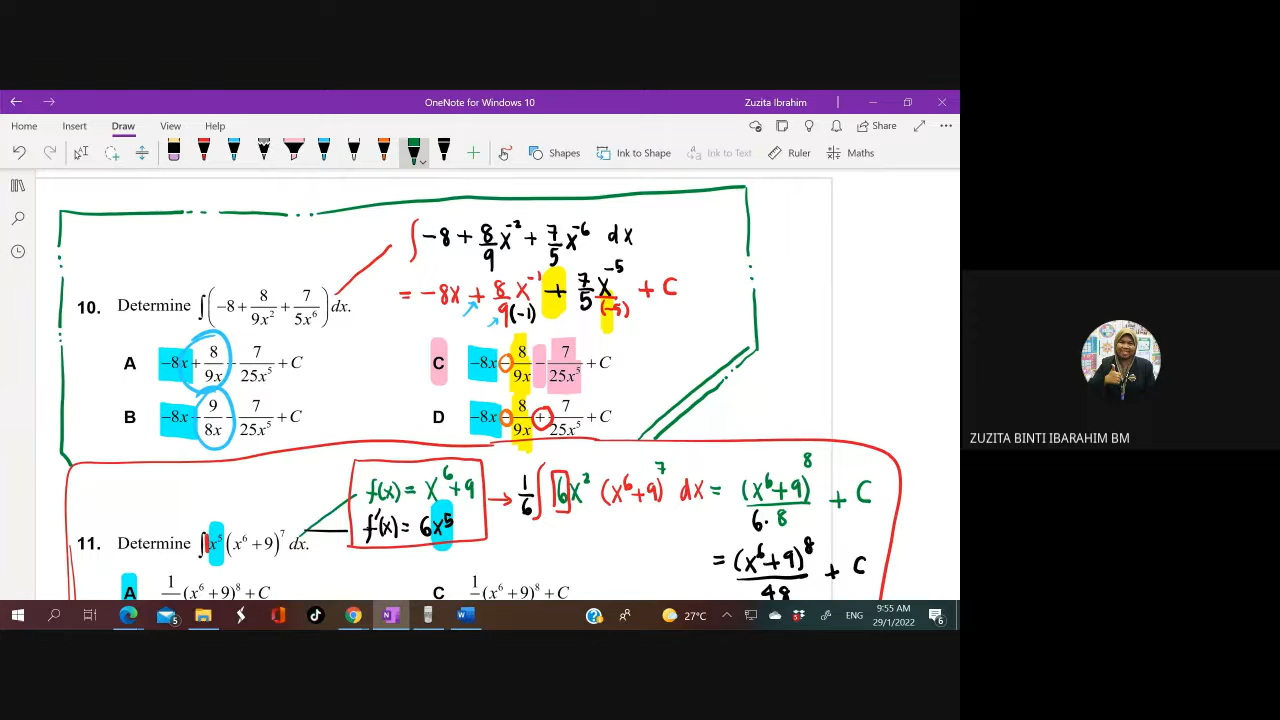 OneNote for Windows 10
Zuzita Ibrahim
Home Insert Draw View Help
Share
Shapes Ink to Shape Ink to Text Ruler Maths
∫ -8 + 8/9 x^-2 + 7/5 x^-6 dx
= -8x + 8x^-1/9(-1) + 7x^-5/5(-5) + C
10. Determine ∫(-8 + 8/9x² + 7/5x⁶)dx.
A -8x + 8/9x - 7/25x⁵ + C
C -8x - 8/9x - 7/25x⁵ + C
B -8x - 9/8x - 7/25x⁵ + C
D -8x - 8/9x + 7/25x⁵ + C
f(x) = x⁶+9 → 1/6 ∫ 6x² (x⁶+9)⁷ dx = (x⁶+9)⁸/6·8 + C
f'(x) = 6x⁵
11. Determine ∫ x⁵(x⁶+9)⁷ dx.
= (x⁶+9)⁸/48 + C
A (x⁶+9)⁸ + C
C (x⁶+9)⁸ + C
ZUZITA BINTI IBARAHIM BM
27°C
ENG
9:55 AM
29/1/2022